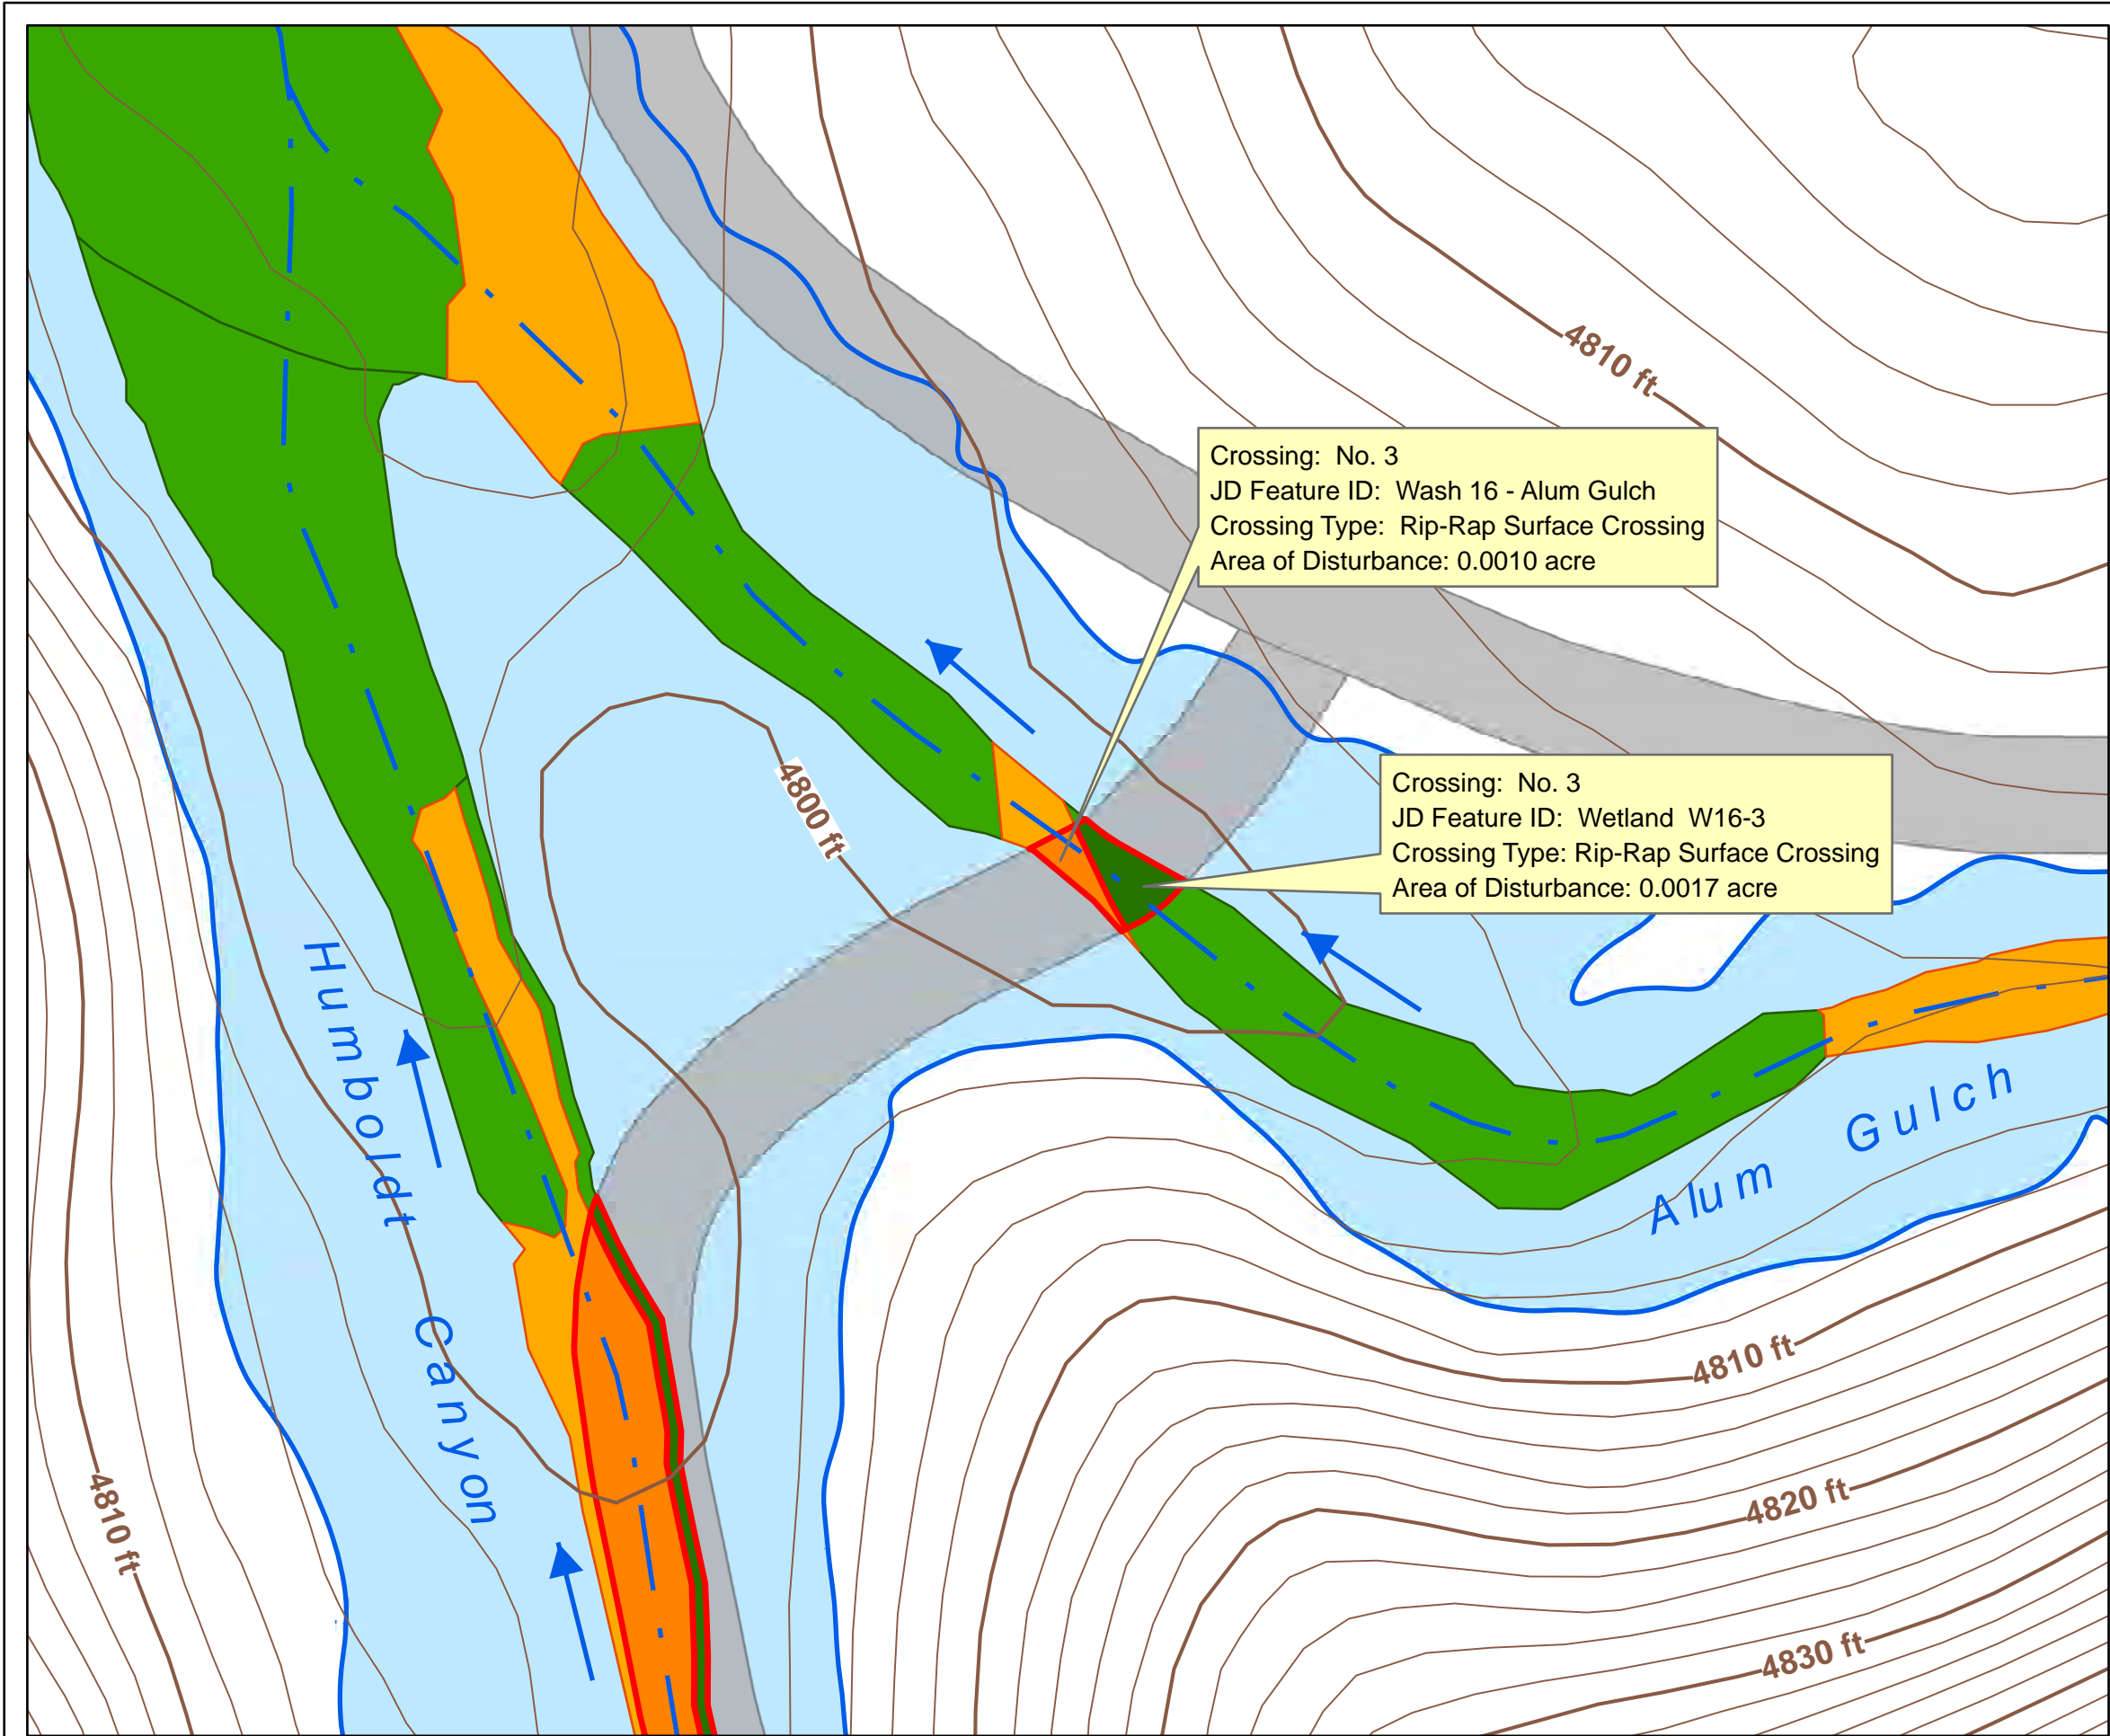 4810 ft
Crossing: No. 3
JD Feature ID: Wash 16 - Alum Gulch
Crossing Type: Rip-Rap Surface Crossing
Area of Disturbance: 0.0010 acre
Crossing: No. 3
JD Feature ID: Wetland W16-3
Crossing Type: Rip-Rap Surface Crossing
Area of Disturbance: 0.0017 acre
4800 ft
Humboldt Canyon
Alum Gulch
4810 ft
4810 ft
4820 ft
4830 ft